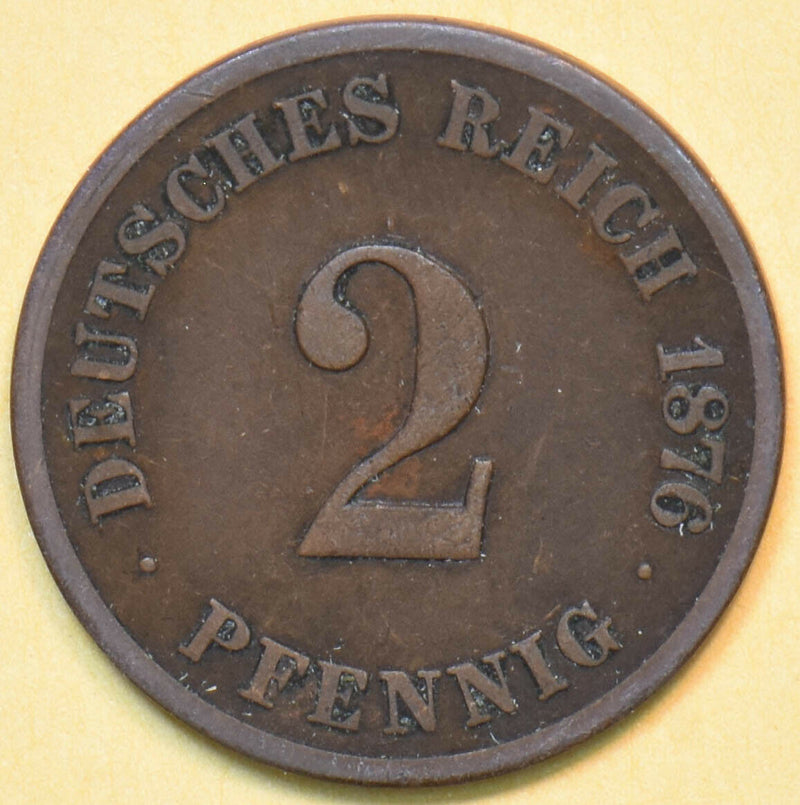 DEUTSCHES REICH 1876
2
PFENNIG